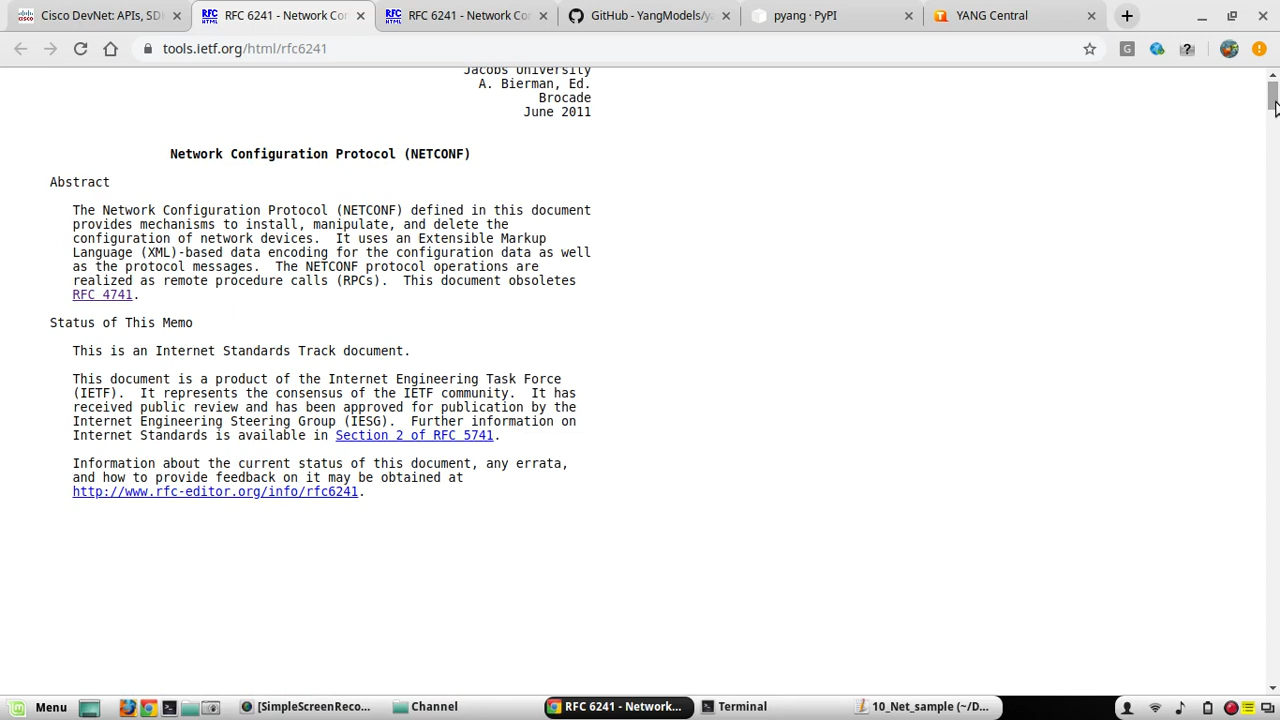 Cisco DevNet: APIs, SD
RFC 6241 - Network Co
RFC 6241 - Network Co
GitHub - YangModels/y
pyang · PyPI
YANG Central
tools.ietf.org/html/rfc6241
Jacobs University
A. Bierman, Ed.
Brocade
June 2011
Network Configuration Protocol (NETCONF)
Abstract
The Network Configuration Protocol (NETCONF) defined in this document
provides mechanisms to install, manipulate, and delete the
configuration of network devices.  It uses an Extensible Markup
Language (XML)-based data encoding for the configuration data as well
as the protocol messages.  The NETCONF protocol operations are
realized as remote procedure calls (RPCs).  This document obsoletes
RFC 4741.
Status of This Memo
This is an Internet Standards Track document.
This document is a product of the Internet Engineering Task Force
(IETF).  It represents the consensus of the IETF community.  It has
received public review and has been approved for publication by the
Internet Engineering Steering Group (IESG).  Further information on
Internet Standards is available in Section 2 of RFC 5741.
Information about the current status of this document, any errata,
and how to provide feedback on it may be obtained at
http://www.rfc-editor.org/info/rfc6241.
Menu
[SimpleScreenReco...
Channel
RFC 6241 - Network...
Terminal
10_Net_sample (~/D...